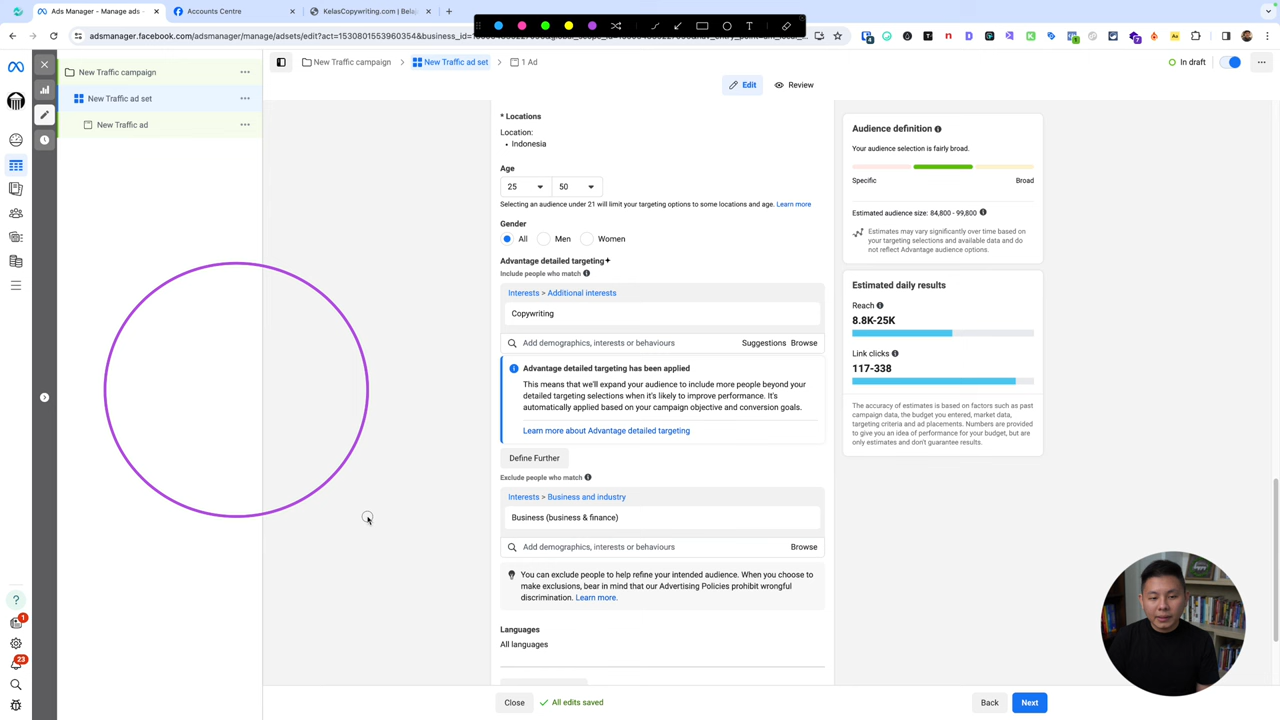 Ads Manager - Manage ads - Ads
Accounts Centre
KelasCopywriting.com | Belaj
adsmanager.facebook.com/adsmanager/manage/adsets/edit?act=1530801553960354&business_id=
T
New Traffic campaign
New Traffic ad set
New Traffic ad
New Traffic campaign
New Traffic ad set
1 Ad
In draft
Edit
Review
* Locations
Location:
• Indonesia
Age
25
50
Selecting an audience under 21 will limit your targeting options to some locations and age. Learn more
Gender
All
Men
Women
Advantage detailed targeting+
Include people who match
Interests > Additional interests
Copywriting
Add demographics, interests or behaviours
Suggestions
Browse
Advantage detailed targeting has been applied
This means that we'll expand your audience to include more people beyond your
detailed targeting selections when it's likely to improve performance. It's
automatically applied based on your campaign objective and conversion goals.
Learn more about Advantage detailed targeting
Define Further
Exclude people who match
Interests > Business and industry
Business (business & finance)
Add demographics, interests or behaviours
Browse
You can exclude people to help refine your intended audience. When you choose to
make exclusions, bear in mind that our Advertising Policies prohibit wrongful
discrimination. Learn more.
Languages
All languages
Close
All edits saved
Back
Next
Audience definition
Your audience selection is fairly broad.
Specific
Broad
Estimated audience size: 84,800 - 99,800
Estimates may vary significantly over time based on
your targeting selections and available data and do
not reflect Advantage audience options.
Estimated daily results
Reach
8.8K-25K
Link clicks
117-338
The accuracy of estimates is based on factors such as past
campaign data, the budget you entered, market data,
targeting criteria and ad placements. Numbers are provided
to give you an idea of performance for your budget, but are
only estimates and don't guarantee results.
1
23